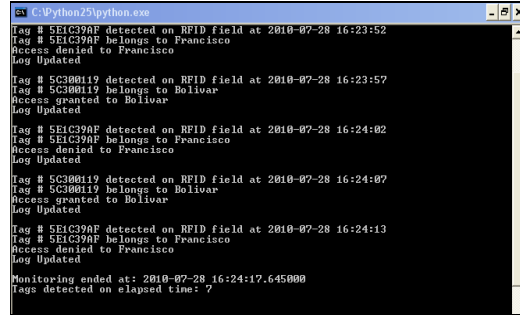 C:\Python25\python.exe
Tag # 5E1C39AF detected on RFID field at 2010-07-28 16:23:52
Tag # 5E1C39AF belongs to Francisco
Access denied to Francisco
Log Updated
Tag # 5C300119 detected on RFID field at 2010-07-28 16:23:57
Tag # 5C300119 belongs to Bolivar
Access granted to Bolivar
Log Updated
Tag # 5E1C39AF detected on RFID field at 2010-07-28 16:24:02
Tag # 5E1C39AF belongs to Francisco
Access denied to Francisco
Log Updated
Tag # 5C300119 detected on RFID field at 2010-07-28 16:24:07
Tag # 5C300119 belongs to Bolivar
Access granted to Bolivar
Log Updated
Tag # 5E1C39AF detected on RFID field at 2010-07-28 16:24:13
Tag # 5E1C39AF belongs to Francisco
Access denied to Francisco
Log Updated
Monitoring ended at: 2010-07-28 16:24:17.645000
Tags detected on elapsed time: 7